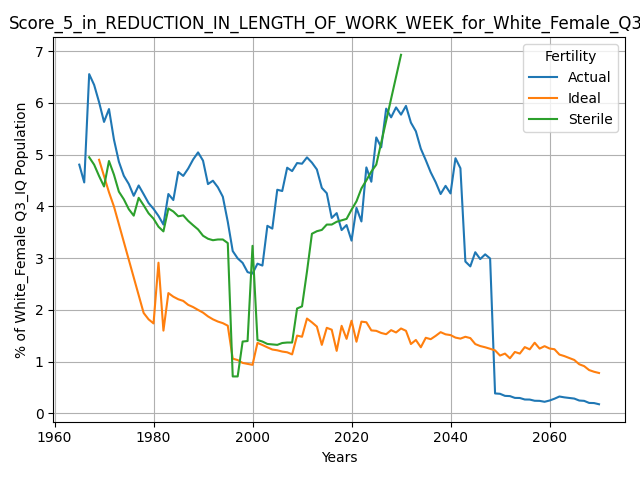 Score_5_in_REDUCTION_IN_LENGTH_OF_WORK_WEEK_for_White_Female_Q3
Fertility
Actual
Ideal
Sterile
% of White_Female Q3_IQ Population
7
6
5
4
3
2
1
0
1960 1980 2000 2020 2040 2060
Years